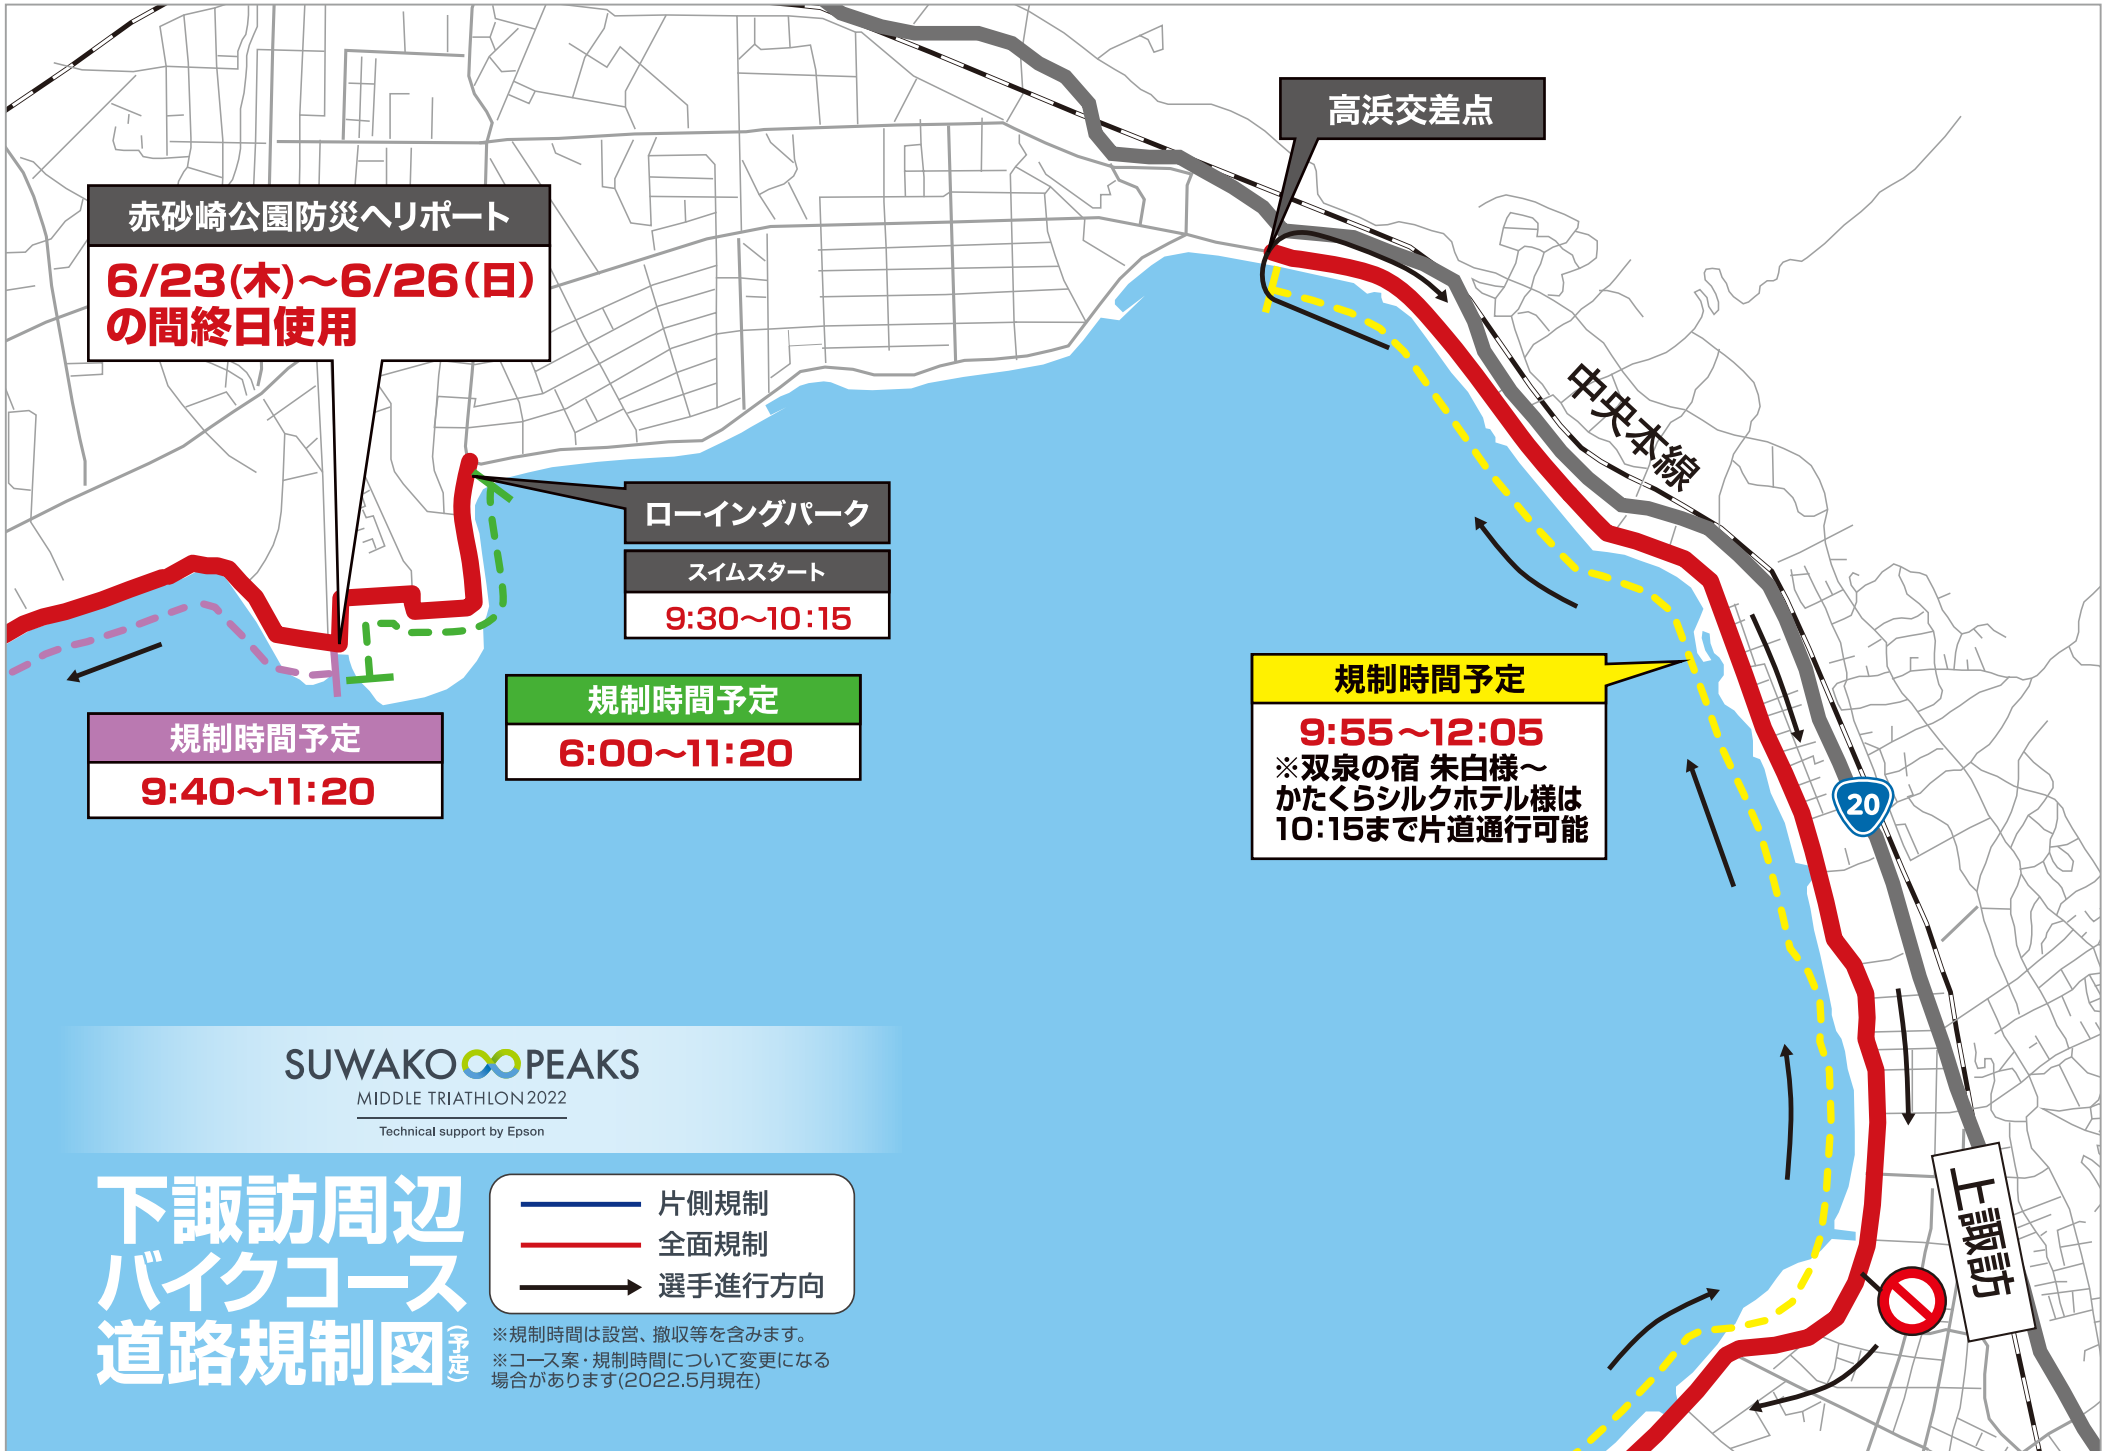 高浜交差点
赤砂崎公園防災ヘリポート
6/23(木)〜6/26(日)
の間終日使用
中央本線
ローイングパーク
スイムスタート
9:30〜10:15
規制時間予定
6:00〜11:20
規制時間予定
9:40〜11:20
規制時間予定
9:55〜12:05
※双泉の宿 朱白様〜
かたくらシルクホテル様は
10:15まで片道通行可能
20
上諏訪
SUWAKO PEAKS
MIDDLE TRIATHLON 2022
Technical support by Epson
下諏訪周辺
バイクコース
道路規制図(予定)
片側規制
全面規制
選手進行方向
※規制時間は設営、撤収等を含みます。
※コース案・規制時間について変更になる
場合があります(2022.5月現在)